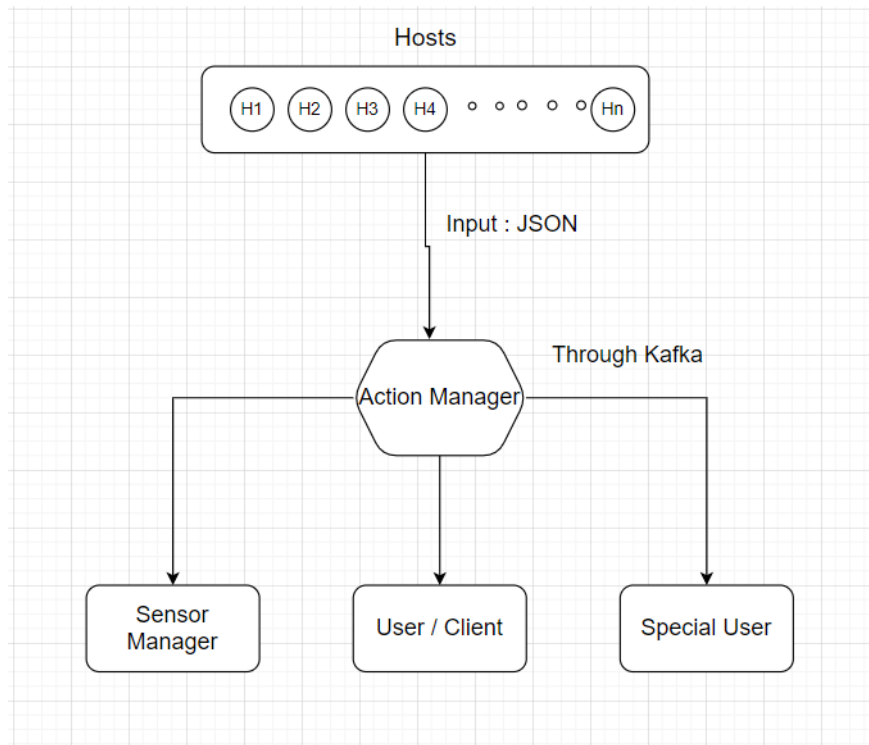 Hosts
H1 H2 H3 H4 Hn
Input : JSON
Through Kafka
Action Manager
Sensor
Manager
User / Client
Special User